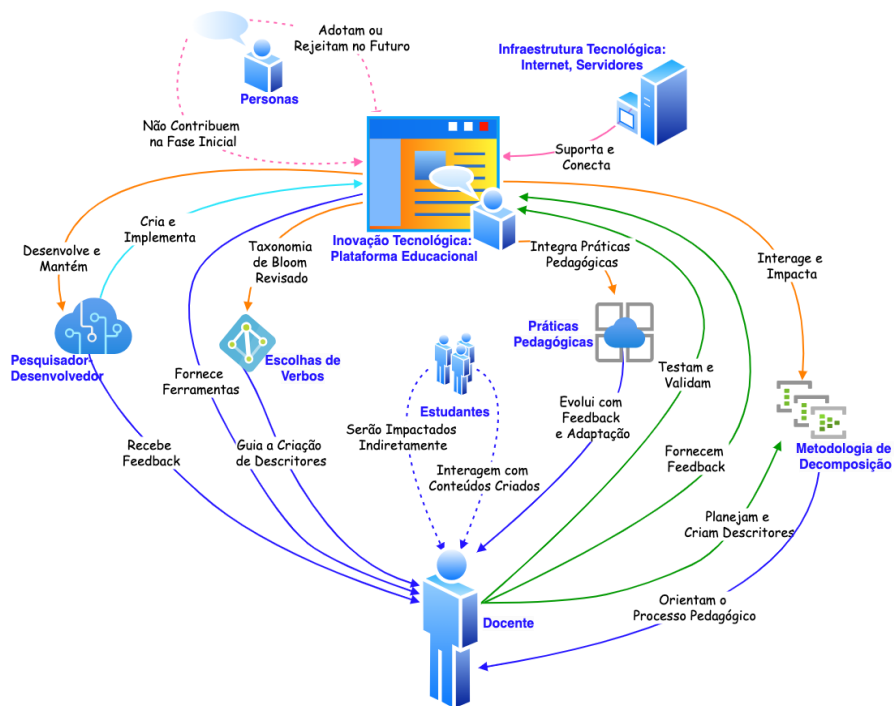 Adotam ou
Rejeitam no Futuro
Personas
Infraestrutura Tecnológica:
Internet, Servidores
Não Contribuem
na Fase Inicial
Suporta e
Conecta
Cria e
Implementa
Desenvolve e
Mantém
Taxonomia
de Bloom
Revisado
Inovação Tecnológica:
Plataforma Educacional
Integra Práticas
Pedagógicas
Interage e
Impacta
Pesquisador-
Desenvolvedor
Escolhas de
Verbos
Práticas
Pedagógicas
Fornece
Ferramentas
Estudantes
Testam e
Validam
Evolui com
Feedback
e Adaptação
Serão Impactados
Indiretamente
Recebe
Feedback
Guia a Criação
de Descritores
Interagem com
Conteúdos Criados
Fornecem
Feedback
Metodologia de
Decomposição
Planejam e
Criam Descritores
Docente
Orientam o
Processo Pedagógico